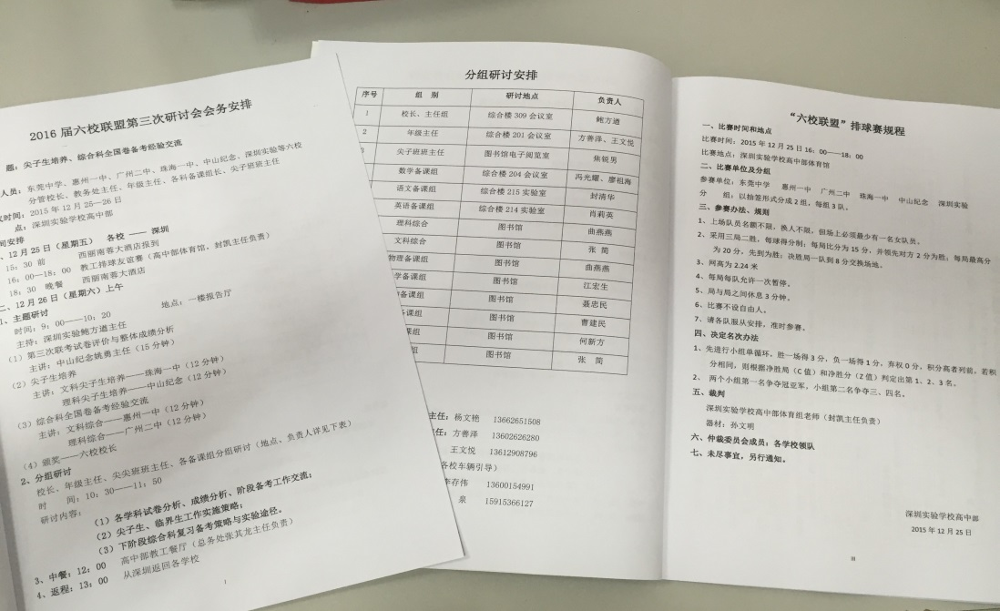 2016 届六校联盟第三次研讨会会务安排
题：尖子生培养、综合科全国卷备考经验交流
人员：东莞中学、惠州一中、广州二中、珠海一中、中山纪念、深圳实验等六校
分管校长、教务处主任、年级主任、各科备课组长、尖子班班主任
时间：2015 年 12 月 25—26 日
点：深圳实验学校高中部
间安排
、12 月 25 日（星期五） 各校 —— 深圳
15：30 前 西丽南蓉大酒店报到
16：00—18：00 教工排球友谊赛（高中部体育馆，封凯主任负责）
18：30 晚餐 西丽南蓉大酒店
二、12 月 26 日（星期六）上午
1、主题研讨
时间：9：00——10：20 地点：一楼报告厅
主持：深圳实验鲍方道主任
（1）第三次联考试卷评价与整体成绩分析
主讲：中山纪念姚勇主任（15 分钟）
（2）尖子生培养
主讲：文科尖子生培养——珠海一中（12 分钟）
理科尖子生培养——中山纪念（12 分钟）
（3）综合科全国卷备考经验交流
主讲：文科综合——惠州一中（12 分钟）
理科综合——广州二中（12 分钟）
（4）颁奖——六校校长
2、分组研讨
校长、年级主任、尖尖班班主任、各备课组分组研讨（地点、负责人详见下表）
时 间：10：30——11：50
研讨内容：
（1）各学科试卷分析、成绩分析、阶段备考工作交流；
（2）尖子生、临界生工作实施策略；
（3）下阶段综合科复习备考策略与实验途径。
3、中餐：12：00 高中部教工餐厅（总务处张其龙主任负责）
4、返程：13：00 从深圳返回各学校
I
分组研讨安排
序号 组 别 研讨地点 负责人
1 校长、主任组 综合楼 309 会议室 鲍方遒
2 年级主任 综合楼 201 会议室 方善泽、王文悦
尖子班班主任 图书馆电子阅览室 焦锐男
数学备课组 综合楼 204 会议室 冯光耀、廖祖海
语文备课组 综合楼 215 实验室 封清华
英语备课组 综合楼 214 实验室 肖莉英
理科综合 图书馆 曲燕燕
文科综合 图书馆 张 简
物理备课组 图书馆 曲燕燕
学备课组 图书馆 江宏生
备课组 图书馆 聂忠民
备课组 图书馆 曹建民
课组 图书馆 何新方
组 图书馆 张 简
主任：杨文艳 13662651508
任：方善泽 13602626280
王文悦 13612908796
各校车辆引导）
李存伟 13600154991
泉 15915366127
“六校联盟”排球赛规程
一、比赛时间和地点
比赛时间：2015 年 12 月 25 日 16：00——18：00
比赛地点：深圳实验学校高中部体育馆
二、比赛单位及分组
参赛单位：东莞中学 惠州一中 广州二中 珠海一中 中山纪念 深圳实验
分 组：以抽签形式分成 2 组，每组 3 队。
三、参赛办法、规则
1、上场队员名额不限，换人不限，但场上必须最少有一名女队员。
2、采用三局二胜，每球得分制；每局比分为 15 分，并领先对方 2 分为胜；每局最高分
为 20 分，先到为胜；决胜局一队到 8 分交换场地。
3、网高为 2.24 米
4、每局每队允许一次暂停。
5、局与局之间休息 3 分钟。
6、比赛不设自由人。
7、请各队服从安排，准时参赛。
四、决定名次办法
1、先进行小组单循环，胜一场得 3 分，负一场得 1 分，弃权 0 分，积分高者列前，若积
分相同，则根据净胜局（C 值）和净胜分（Z 值）判定出第 1、2、3 名。
2、 两个小组第一名争夺冠亚军，小组第二名争夺三、四名。
五、裁判
深圳实验学校高中部体育组老师（封凯主任负责）
器材：孙文明
六、仲裁委员会成员：各学校领队
七、未尽事宜，另行通知。
深圳实验学校高中部
2015 年 12 月 25 日
III